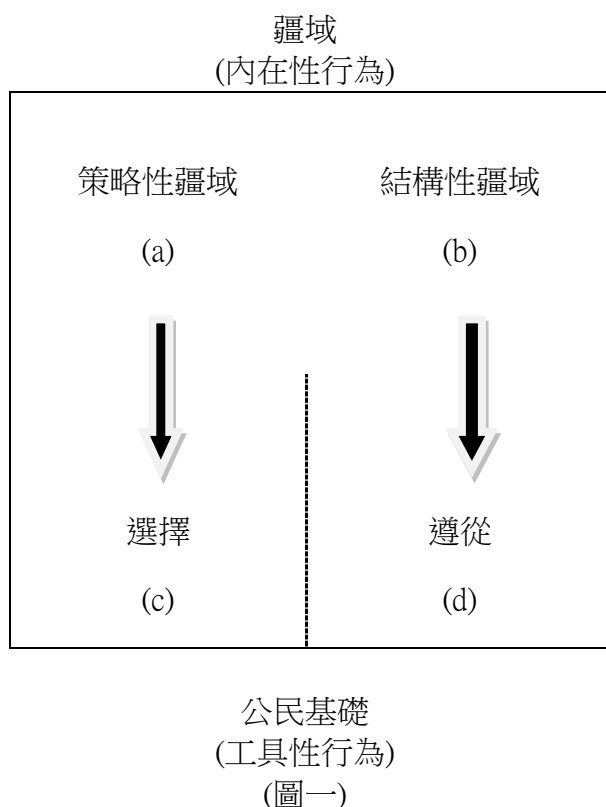 疆域
(內在性行為)
策略性疆域 結構性疆域
(a) (b)
選擇 遵從
(c) (d)
公民基礎
(工具性行為)
(圖一)